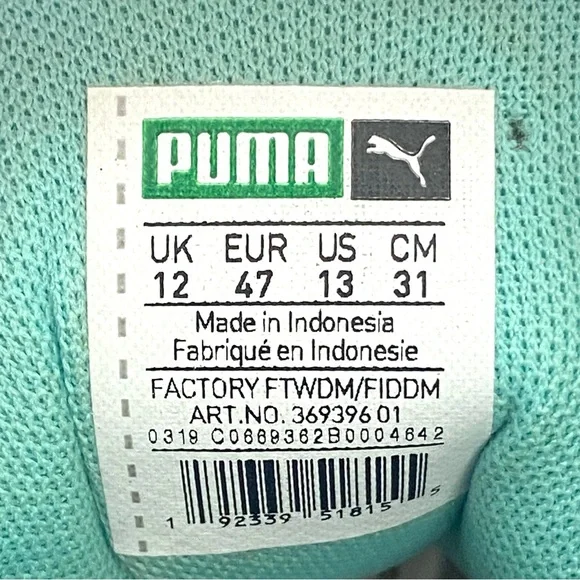 PUMA
UK EUR US CM
12 47 13 31
Made in Indonesia
Fabriqué en Indonesie
FACTORY FTWDM/FIDDM
ART.NO. 369396 01
0319 C0669362B0004642
1 92339 51815 5